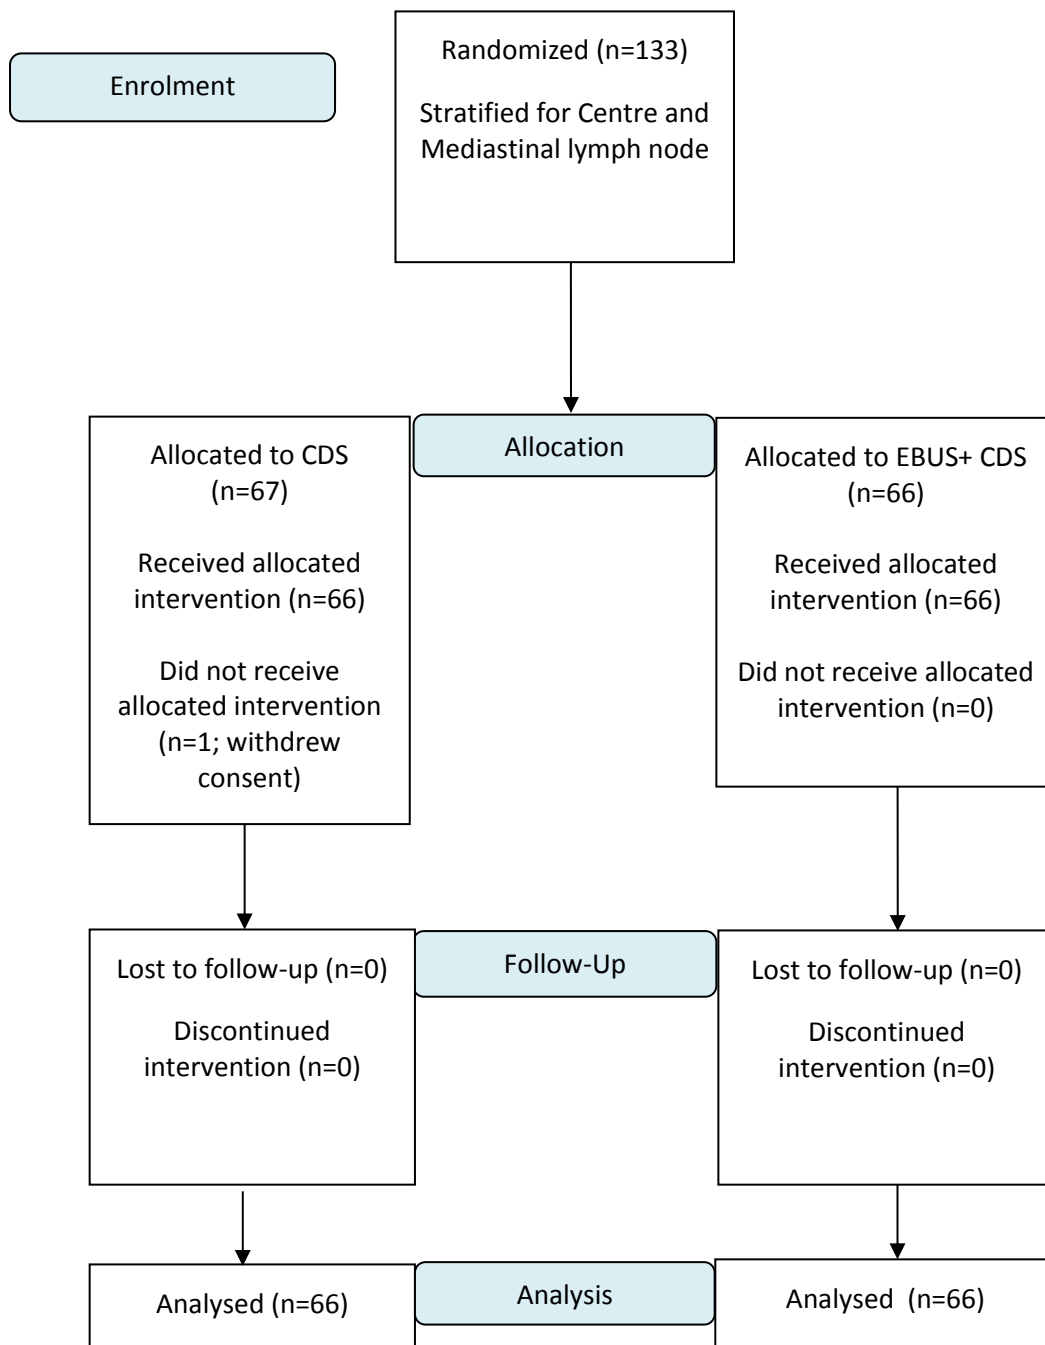 Enrolment
Randomized (n=133)
Stratified for Centre and
Mediastinal lymph node
Allocated to CDS
(n=67)
Received allocated
intervention (n=66)
Did not receive
allocated intervention
(n=1; withdrew
consent)
Allocation
Allocated to EBUS+ CDS
(n=66)
Received allocated
intervention (n=66)
Did not receive allocated
intervention (n=0)
Lost to follow-up (n=0)
Discontinued
intervention (n=0)
Follow-Up
Lost to follow-up (n=0)
Discontinued
intervention (n=0)
Analysed (n=66)
Analysis
Analysed  (n=66)